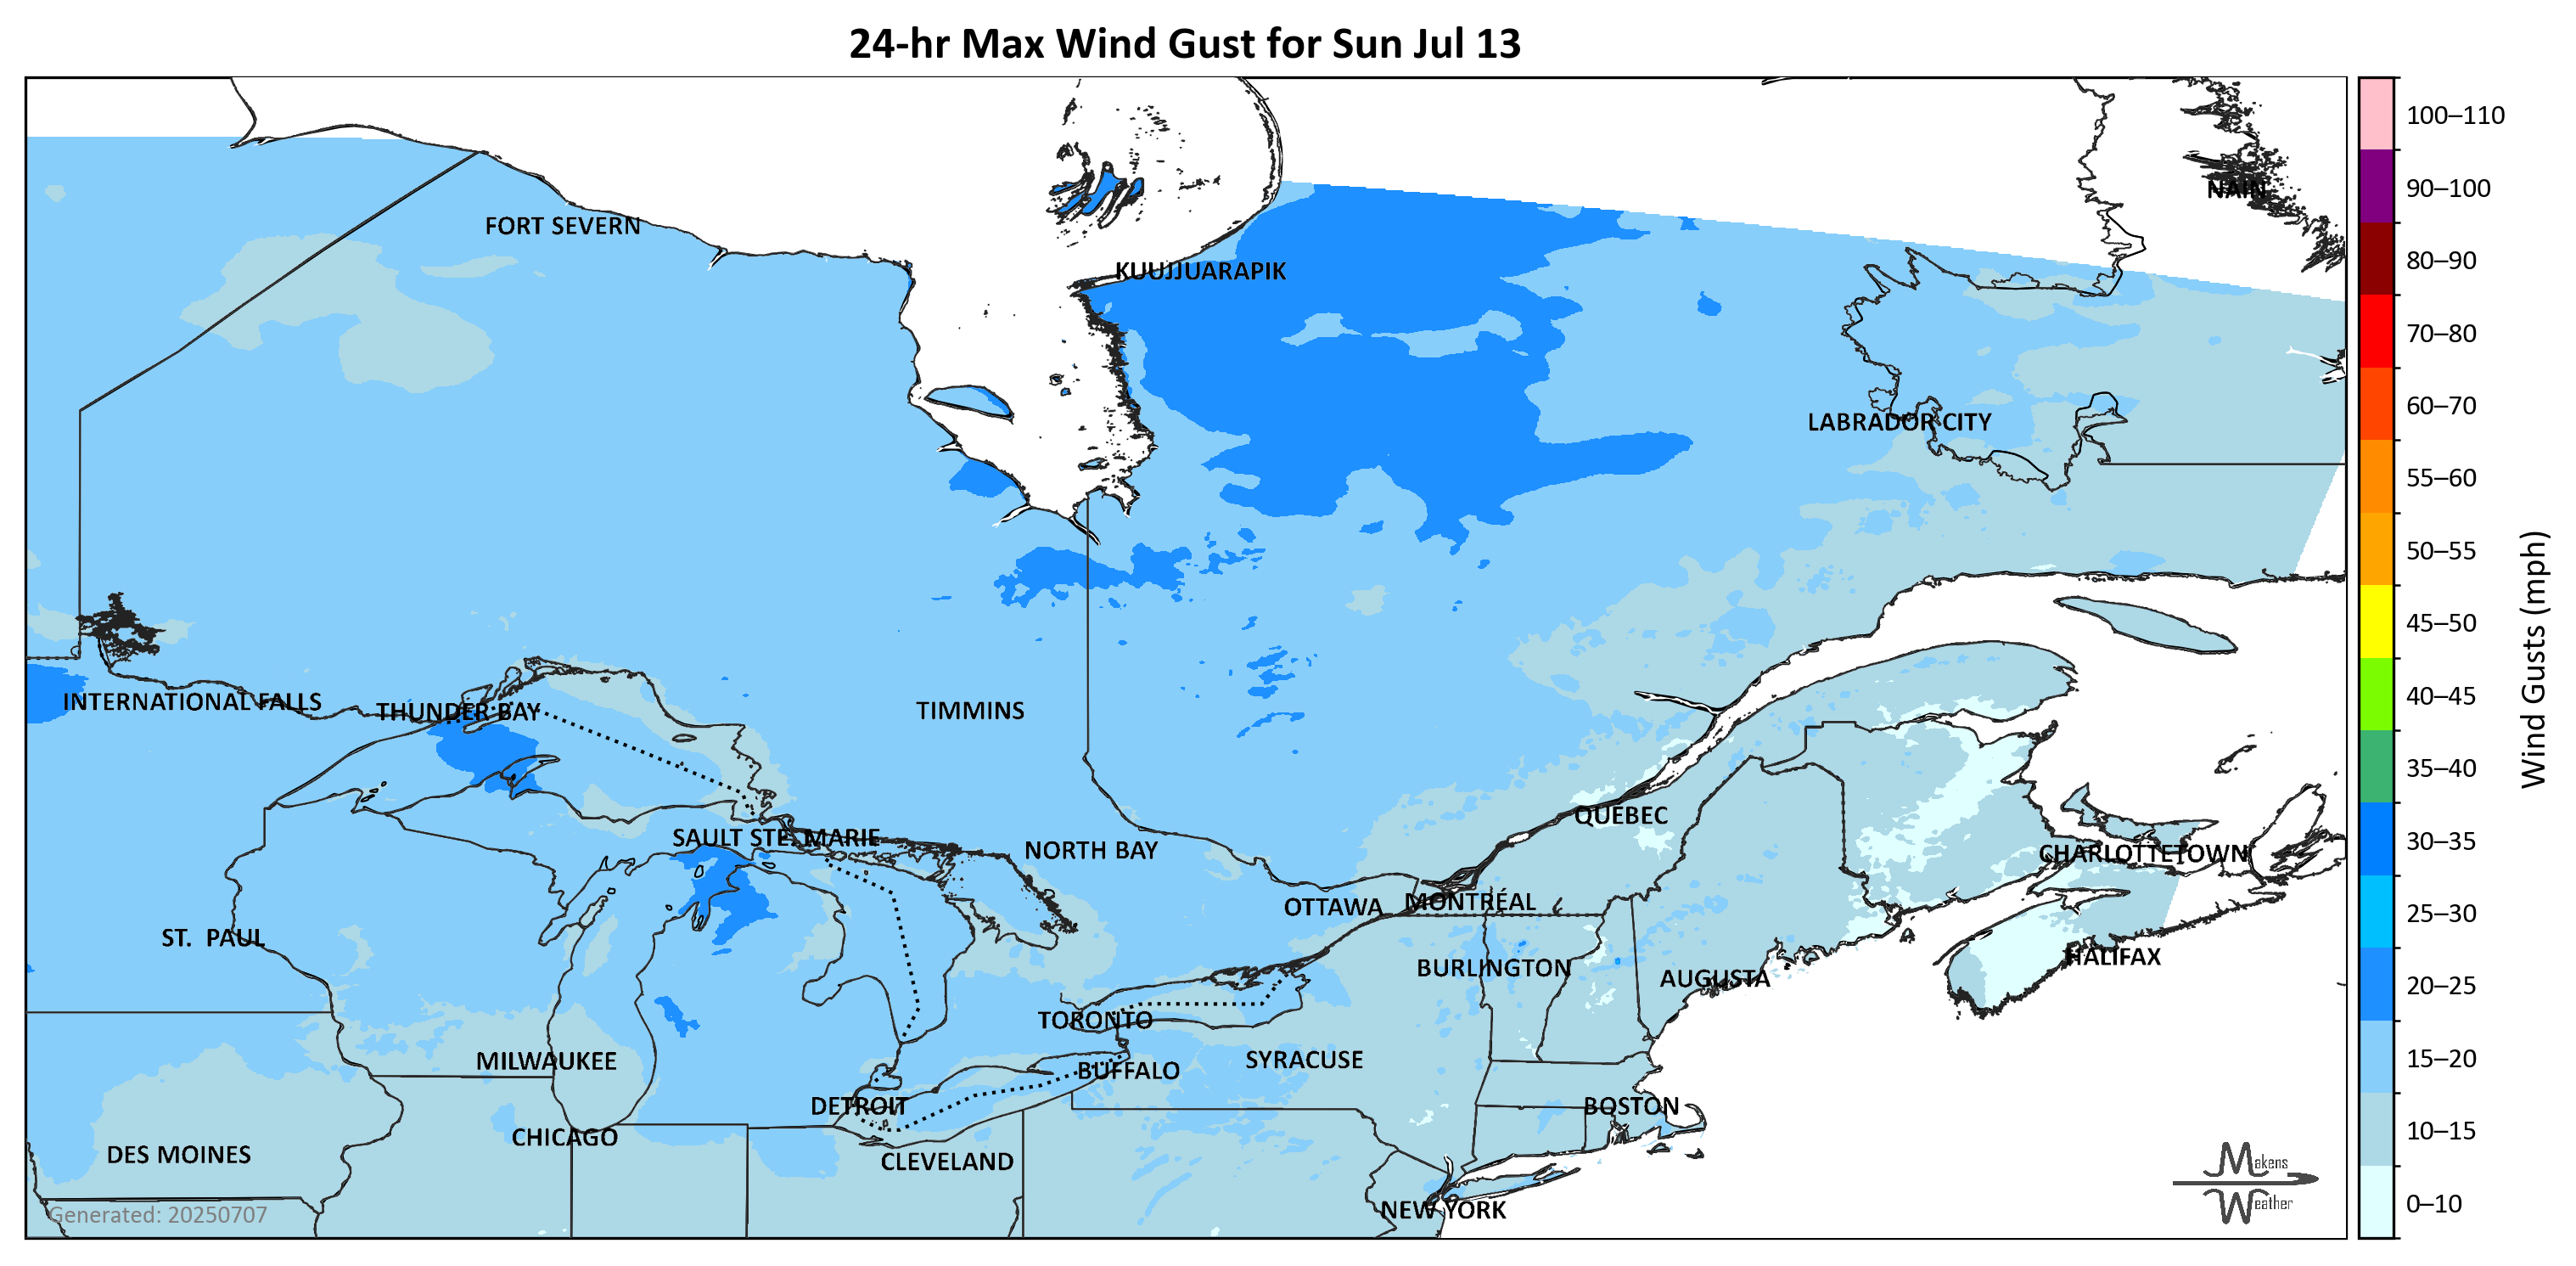 24-hr Max Wind Gust for Sun Jul 13
100–110
90–100
NAIN
FORT SEVERN
80–90
KUUJJUARAPIK
70–80
60–70
LABRADOR CITY
55–60
50–55
45–50
Wind Gusts (mph)
INTERNATIONAL FALLS
THUNDER BAY
TIMMINS
40–45
35–40
QUEBEC
SAULT STE. MARIE
30–35
NORTH BAY
CHARLOTTETOWN
MONTRÉAL
OTTAWA
25–30
ST. PAUL
HALIFAX
BURLINGTON
AUGUSTA
20–25
TORONTO
MILWAUKEE
SYRACUSE
15–20
BUFFALO
DETROIT
BOSTON
10–15
CHICAGO
DES MOINES
CLEVELAND
Makens
Weather
0–10
NEW YORK
Generated: 20250707